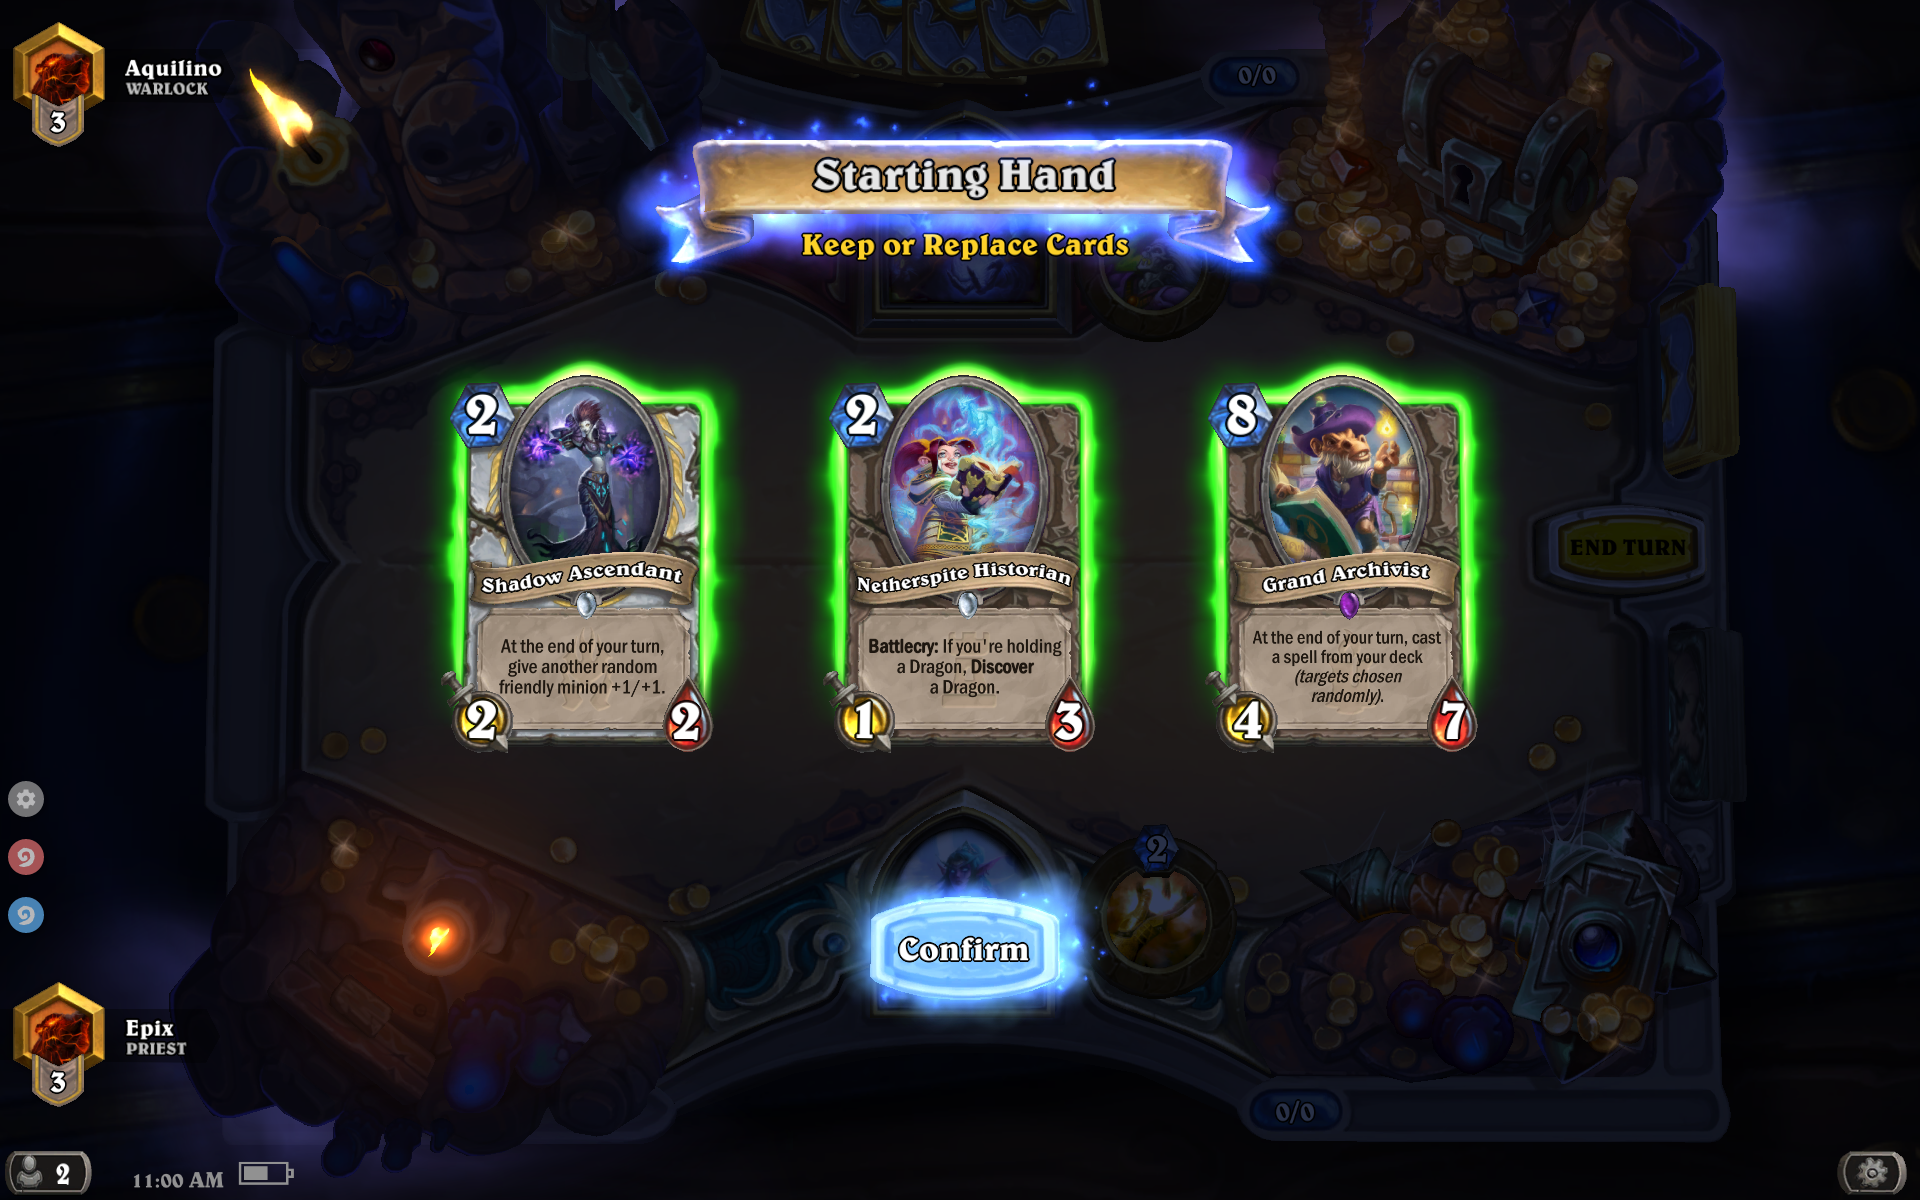 Aquilino
WARLOCK
3
0/0
Starting Hand
Keep or Replace Cards
2
Shadow Ascendant
At the end of your turn,
give another random
friendly minion +1/+1.
2
2
2
Netherspite Historian
Battlecry: If you're holding
a Dragon, Discover
a Dragon.
1
3
8
Grand Archivist
At the end of your turn, cast
a spell from your deck
(targets chosen
randomly).
4
7
END TURN
2
Confirm
Epix
PRIEST
3
0/0
2
11:00 AM